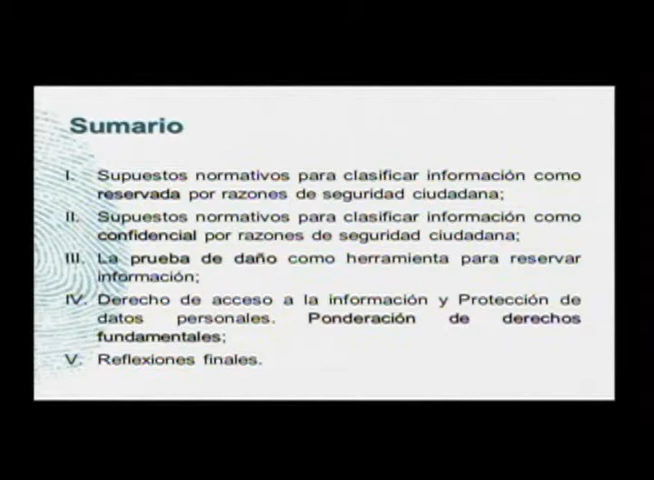 Sumario
I. Supuestos normativos para clasificar información como
reservada por razones de seguridad ciudadana;
II. Supuestos normativos para clasificar información como
confidencial por razones de seguridad ciudadana;
III. La prueba de daño como herramienta para reservar
información;
IV. Derecho de acceso a la información y Protección de
datos personales. Ponderación de derechos
fundamentales;
V. Reflexiones finales.